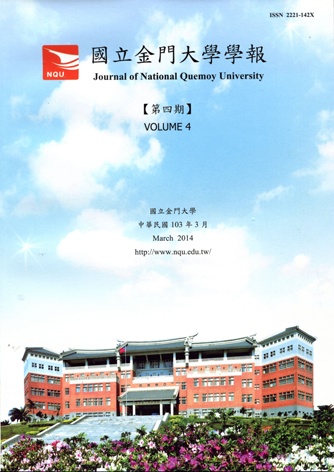 ISSN 2221-142X
國立金門大學學報
NQU
Journal of National Quemoy University
【第四期】
VOLUME 4
國立金門大學
中華民國 103 年 3 月
March 2014
http://www.nqu.edu.tw/